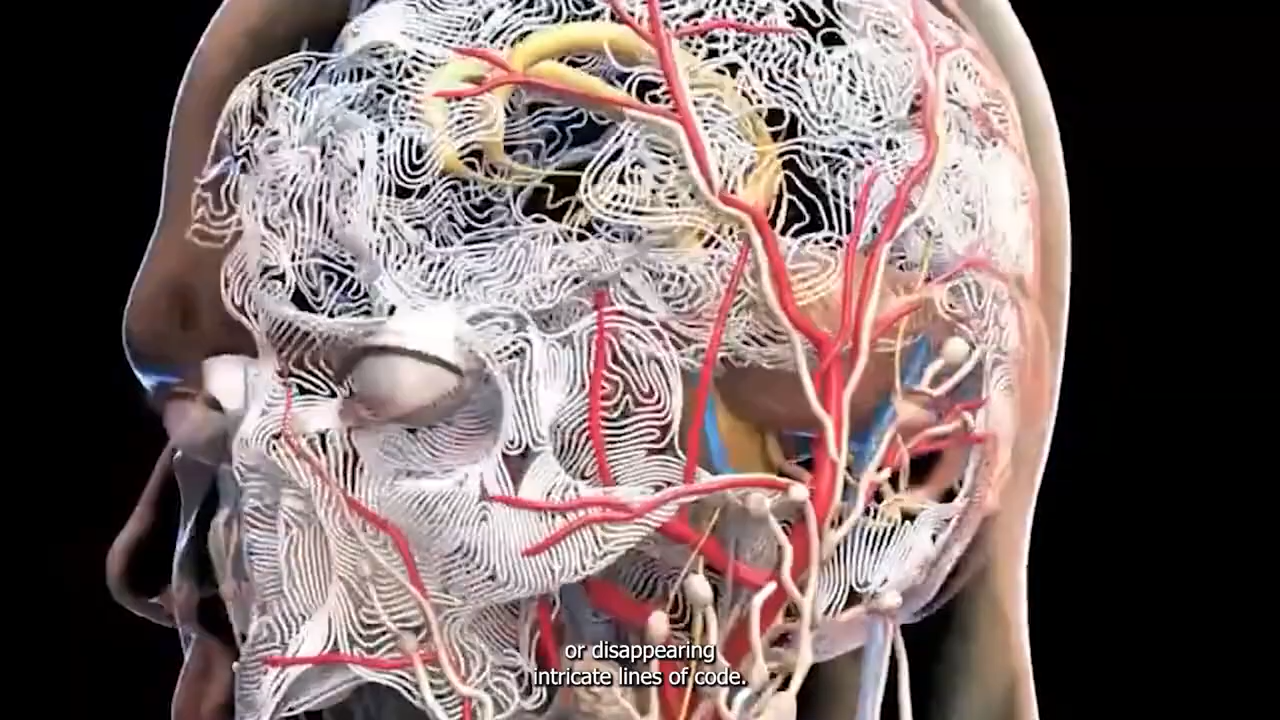 or disappearing
intricate lines of code.